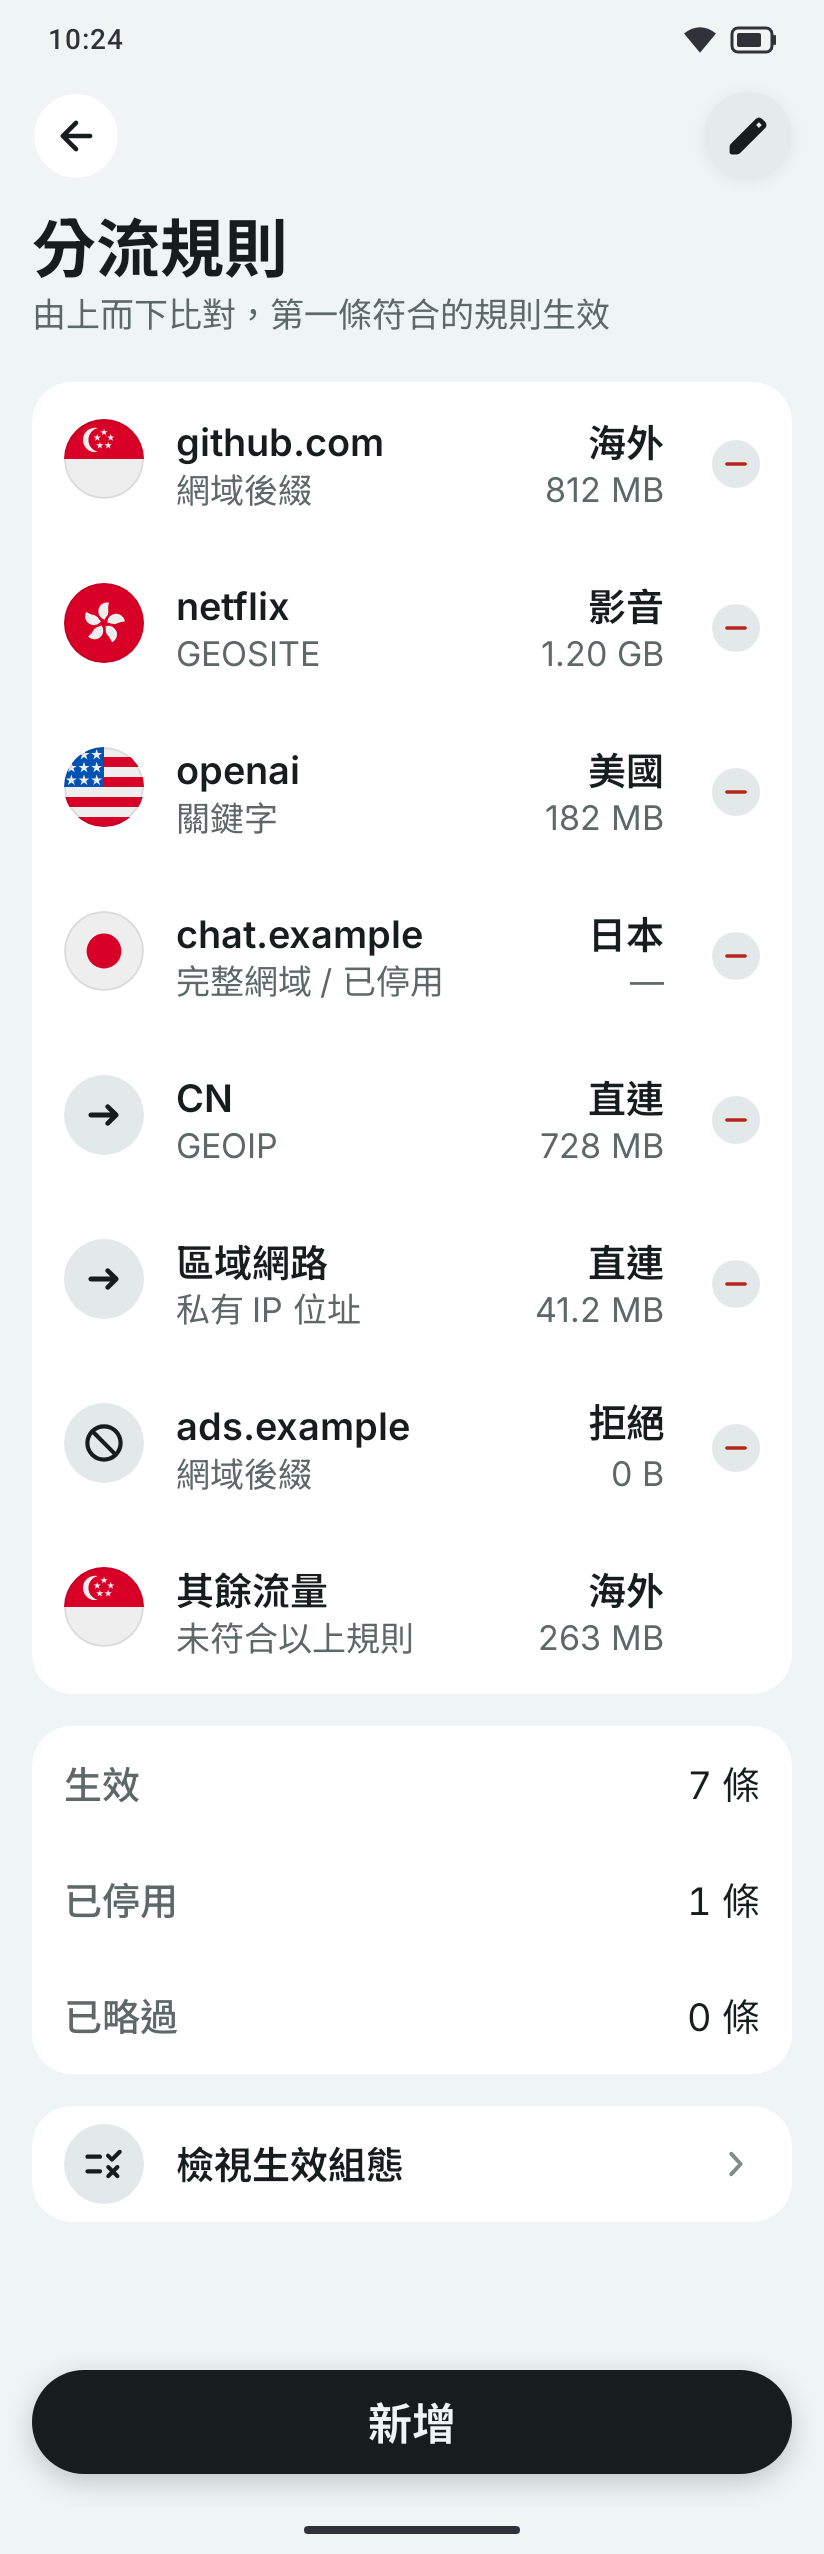 10:24
分流規則
由上而下比對，第一條符合的規則生效
github.com 海外
網域後綴 812 MB
netflix 影音
GEOSITE 1.20 GB
openai 美國
關鍵字 182 MB
chat.example 日本
完整網域 / 已停用 —
CN 直連
GEOIP 728 MB
區域網路 直連
私有 IP 位址 41.2 MB
ads.example 拒絕
網域後綴 0 B
其餘流量 海外
未符合以上規則 263 MB
生效 7 條
已停用 1 條
已略過 0 條
檢視生效組態
新增